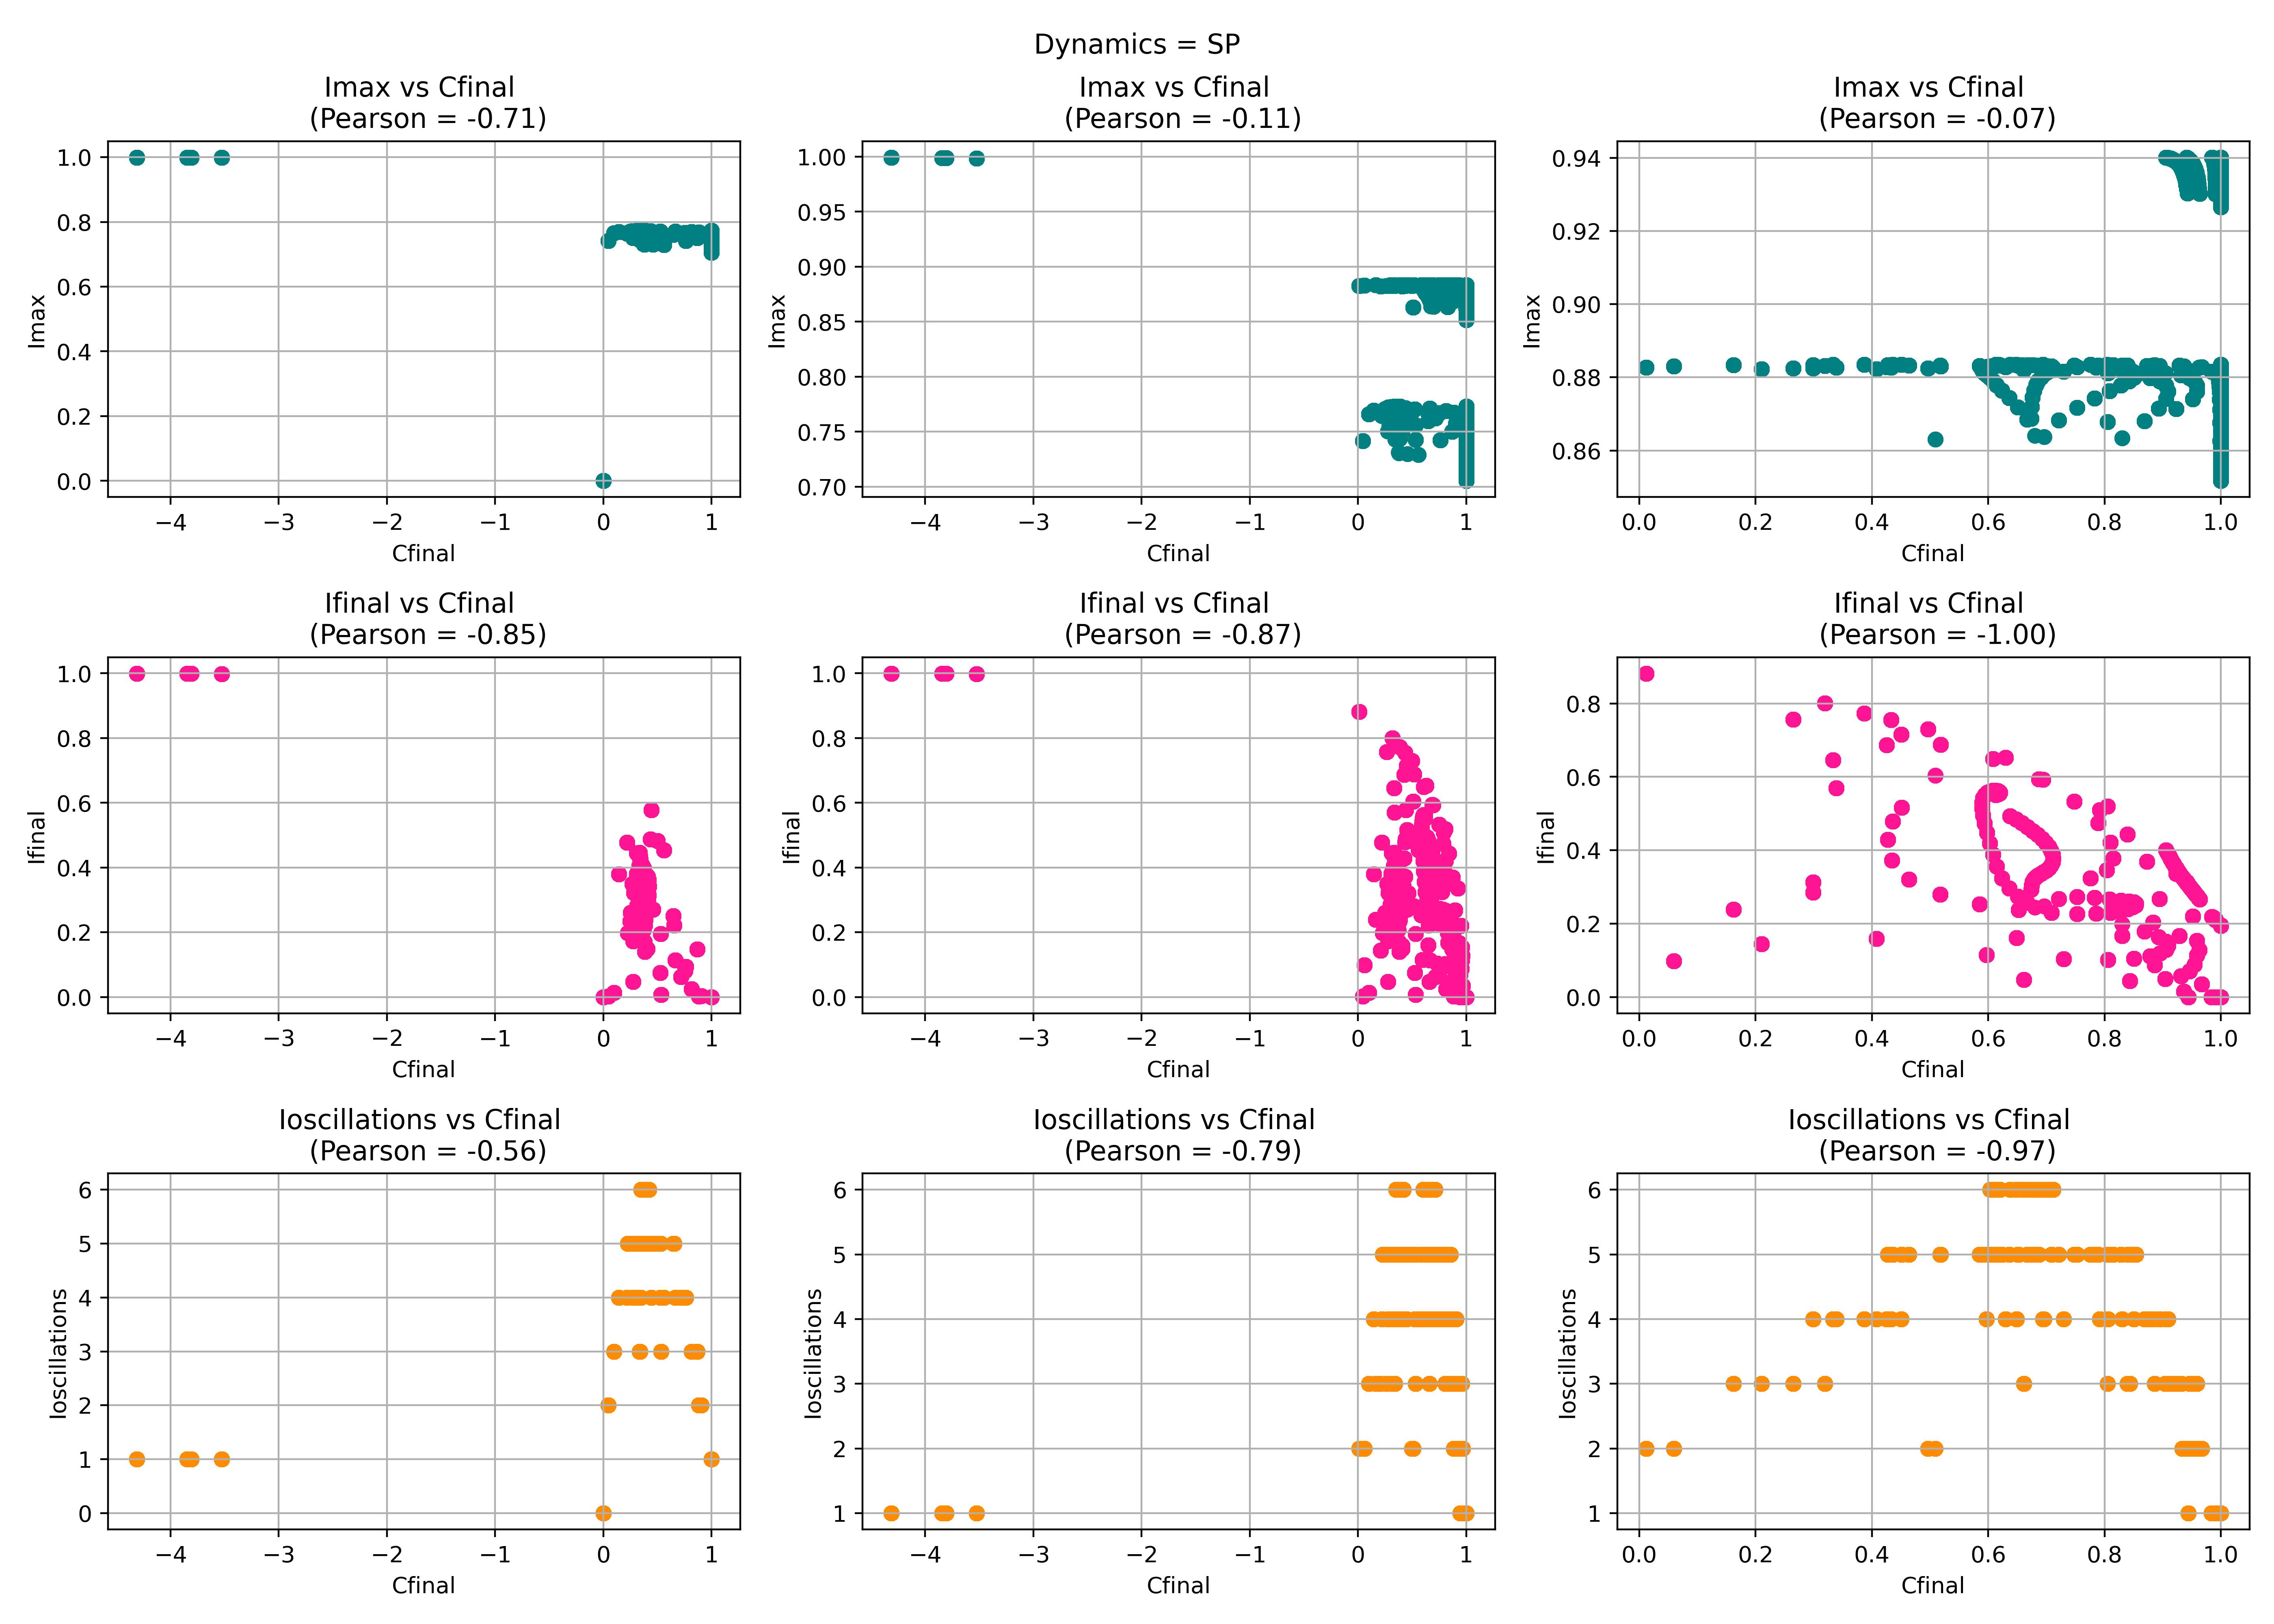 Dynamics = SP
Imax vs Cfinal
(Pearson = -0.71)
1.0
0.8
0.6
0.4
0.2
0.0
Imax
−4
−3
−2
−1
0
1
Cfinal
Imax vs Cfinal
(Pearson = -0.11)
1.00
0.95
0.90
0.85
0.80
0.75
0.70
Imax
−4
−3
−2
−1
0
1
Cfinal
Imax vs Cfinal
(Pearson = -0.07)
0.94
0.92
0.90
0.88
0.86
Imax
0.0
0.2
0.4
0.6
0.8
1.0
Cfinal
Ifinal vs Cfinal
(Pearson = -0.85)
1.0
0.8
0.6
0.4
0.2
0.0
Ifinal
−4
−3
−2
−1
0
1
Cfinal
Ifinal vs Cfinal
(Pearson = -0.87)
1.0
0.8
0.6
0.4
0.2
0.0
Ifinal
−4
−3
−2
−1
0
1
Cfinal
Ifinal vs Cfinal
(Pearson = -1.00)
0.8
0.6
0.4
0.2
0.0
Ifinal
0.0
0.2
0.4
0.6
0.8
1.0
Cfinal
Ioscillations vs Cfinal
(Pearson = -0.56)
6
5
4
3
2
1
0
Ioscillations
−4
−3
−2
−1
0
1
Cfinal
Ioscillations vs Cfinal
(Pearson = -0.79)
6
5
4
3
2
1
Ioscillations
−4
−3
−2
−1
0
1
Cfinal
Ioscillations vs Cfinal
(Pearson = -0.97)
6
5
4
3
2
1
Ioscillations
0.0
0.2
0.4
0.6
0.8
1.0
Cfinal